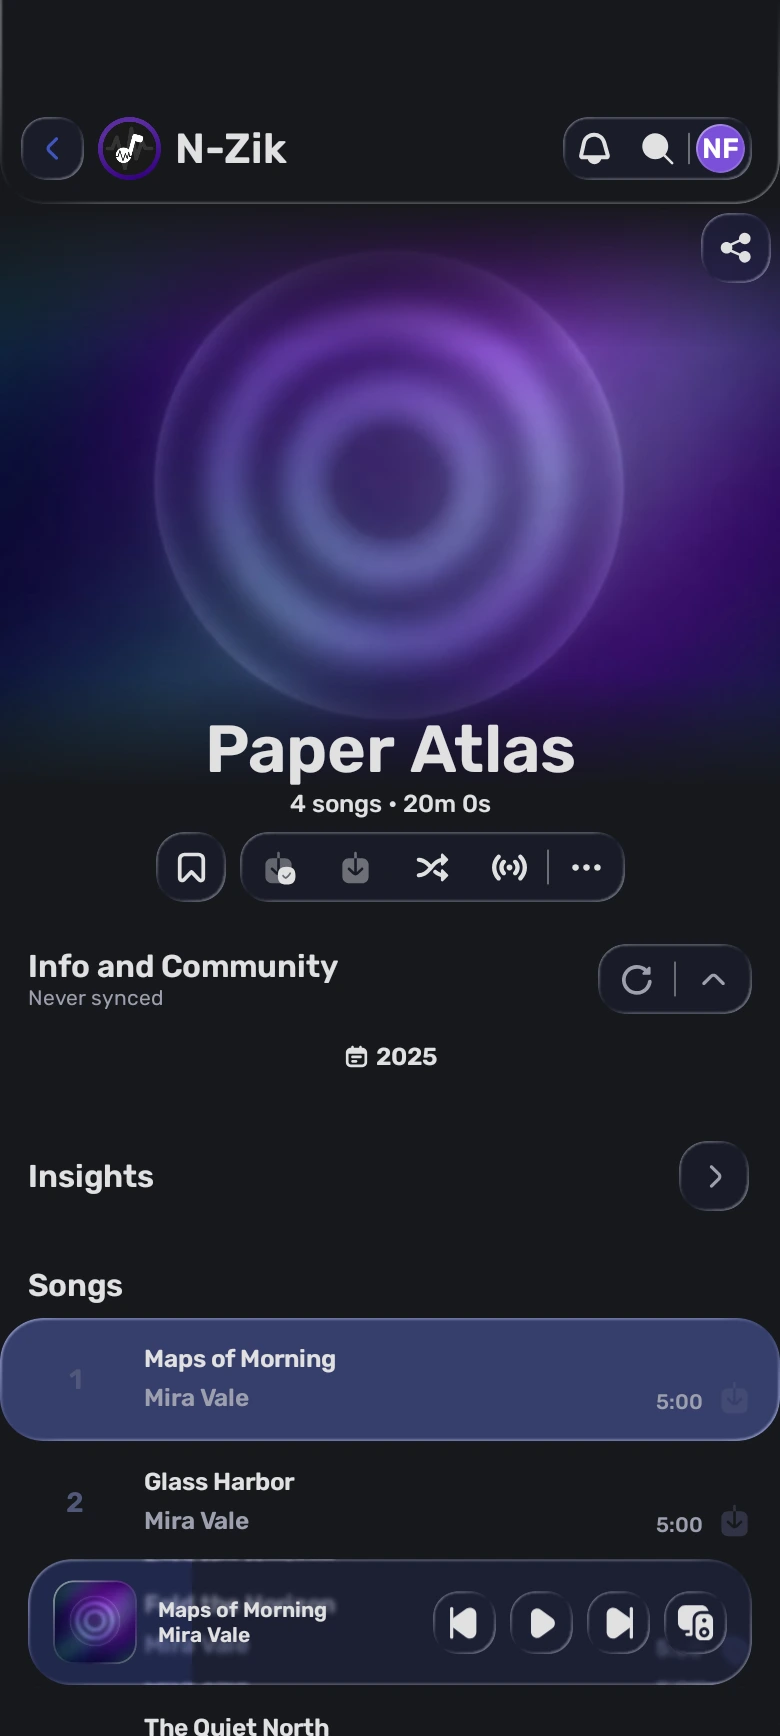 N-Zik
NF
Paper Atlas
4 songs • 20m 0s
Info and Community
Never synced
2025
Insights
Songs
1
Maps of Morning
Mira Vale
5:00
2
Glass Harbor
Mira Vale
5:00
Maps of Morning
Mira Vale
The Quiet North